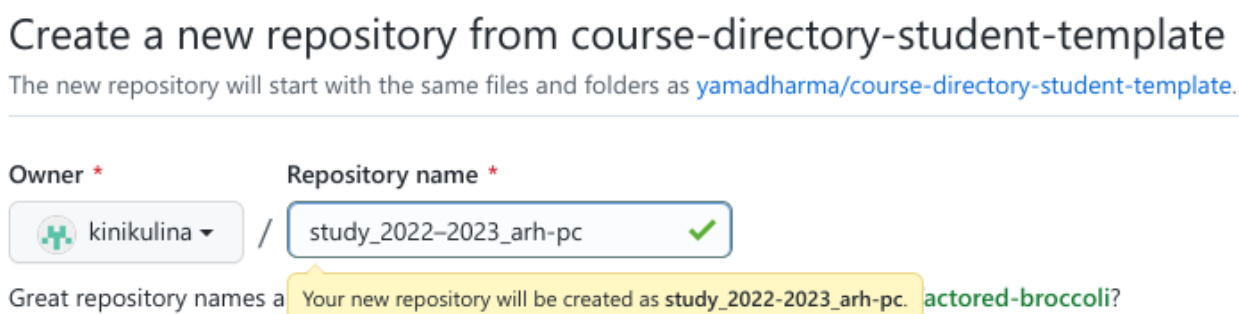 Create a new repository from course-directory-student-template
The new repository will start with the same files and folders as yamadharma/course-directory-student-template.
Owner * Repository name *
kinikulina / study_2022–2023_arh-pc
Great repository names a Your new repository will be created as study_2022-2023_arh-pc. actored-broccoli?